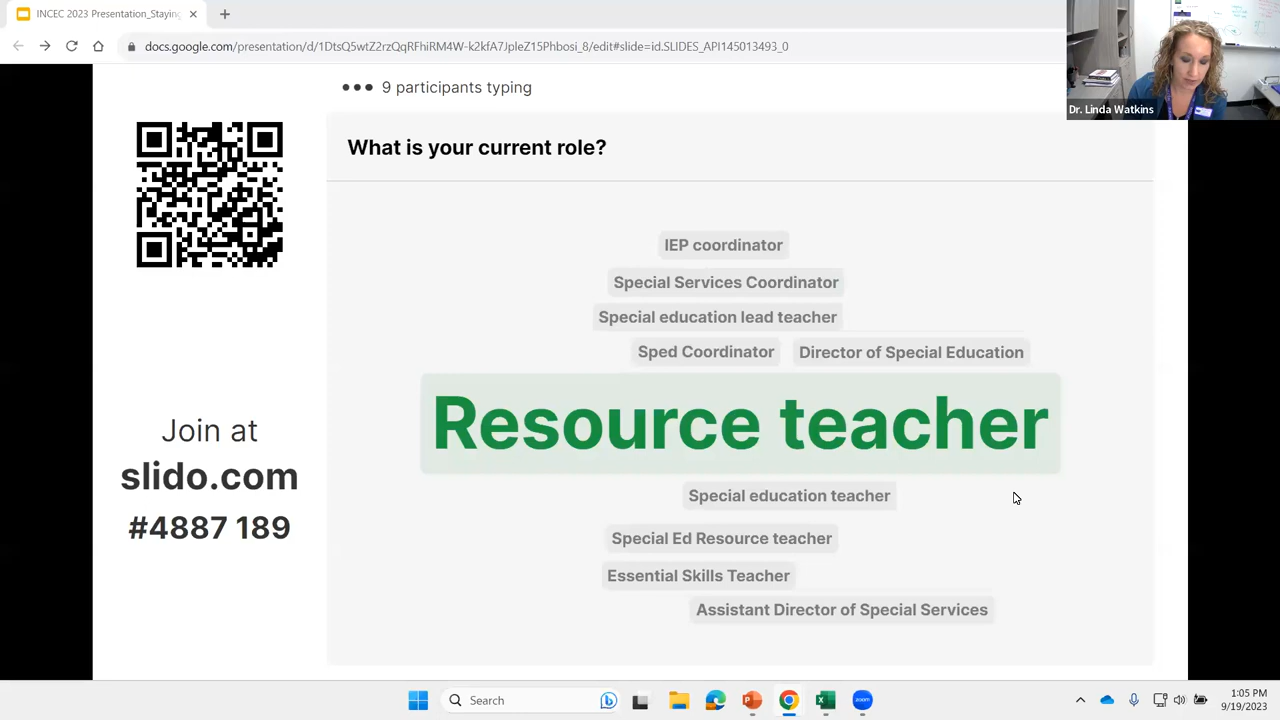 INCEC 2023 Presentation_Staying
docs.google.com/presentation/d/1DtsQ5wtZ2rzQqRFhiRM4W-k2kfA7JpleZ15Phbosi_8/edit#slide=id.SLIDES_API145013493_0
9 participants typing
Dr. Linda Watkins
What is your current role?
IEP coordinator
Special Services Coordinator
Special education lead teacher
Sped Coordinator
Director of Special Education
Resource teacher
Special education teacher
Special Ed Resource teacher
Essential Skills Teacher
Assistant Director of Special Services
Join at
slido.com
#4887 189
Search
zoom
1:05 PM
9/19/2023